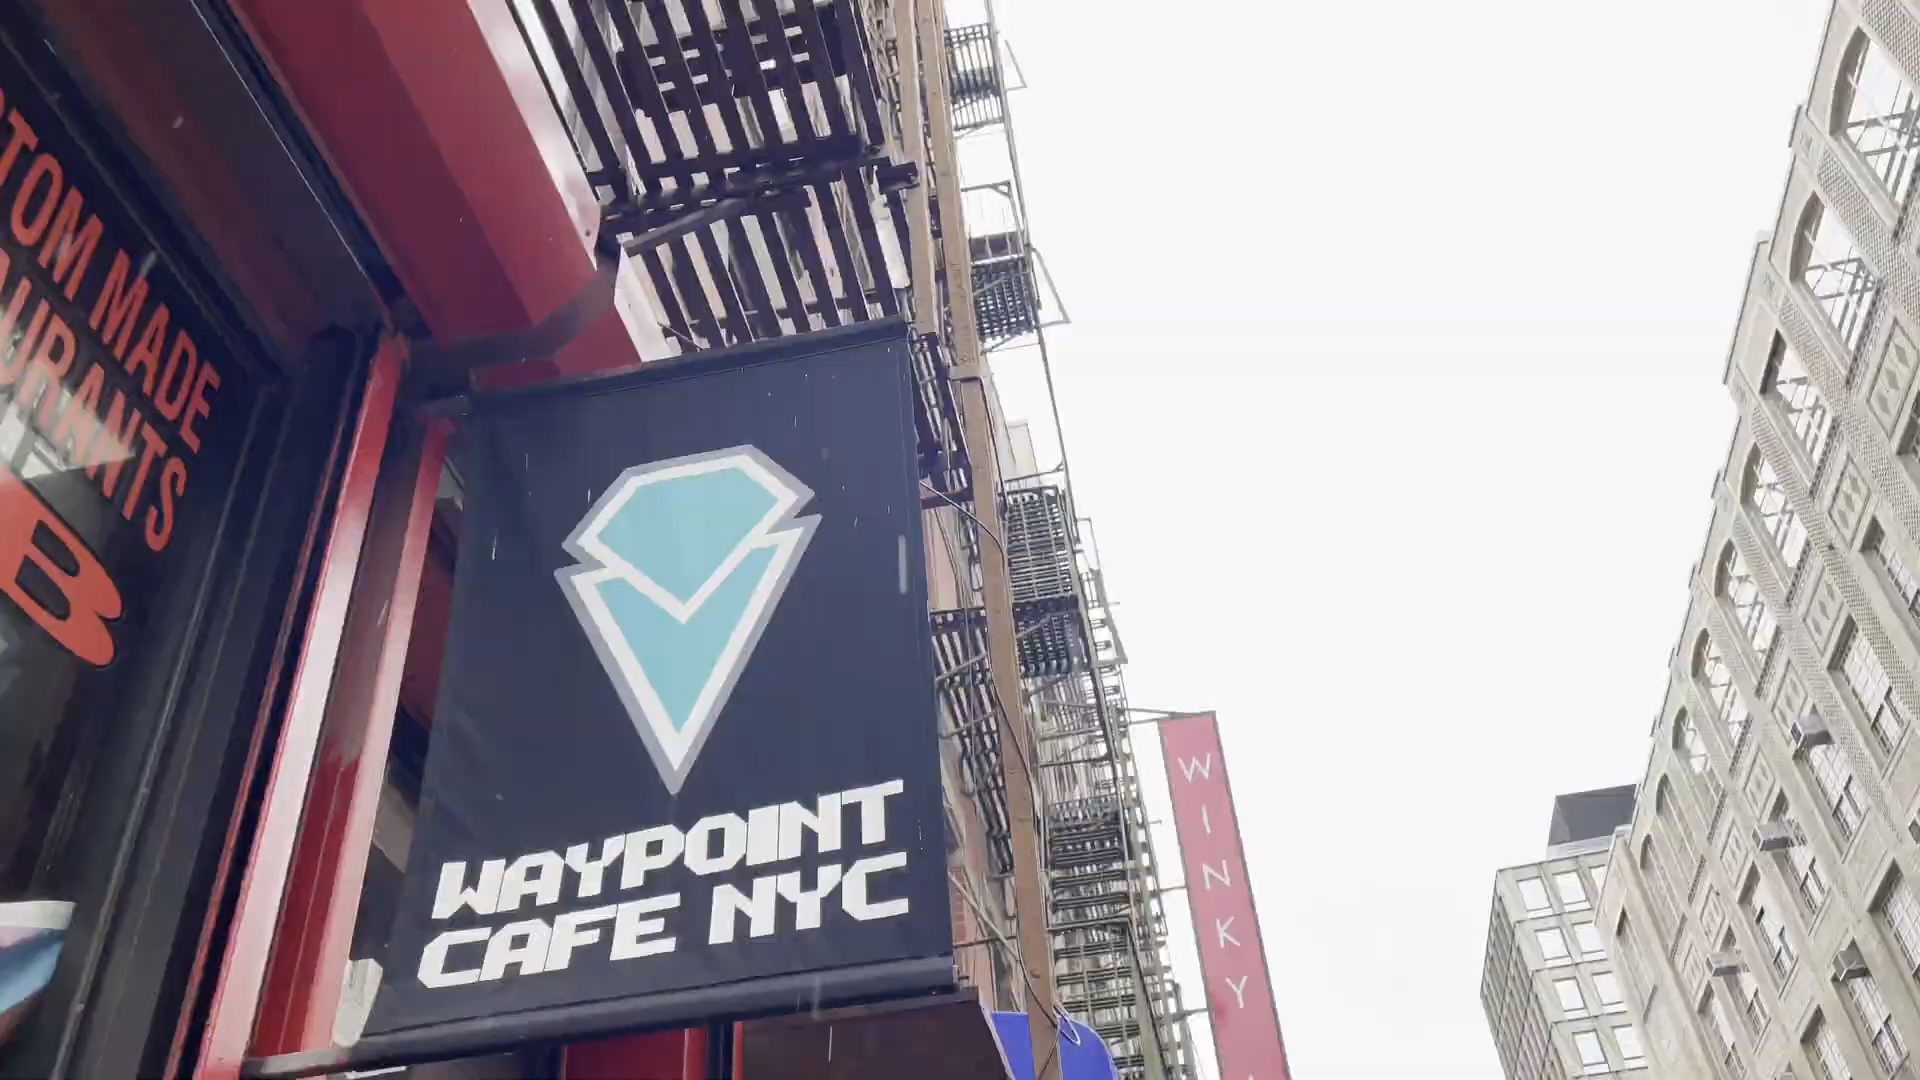 TOM MADE
URANTS
B
WAYPOINT
CAFE NYC
WINKY